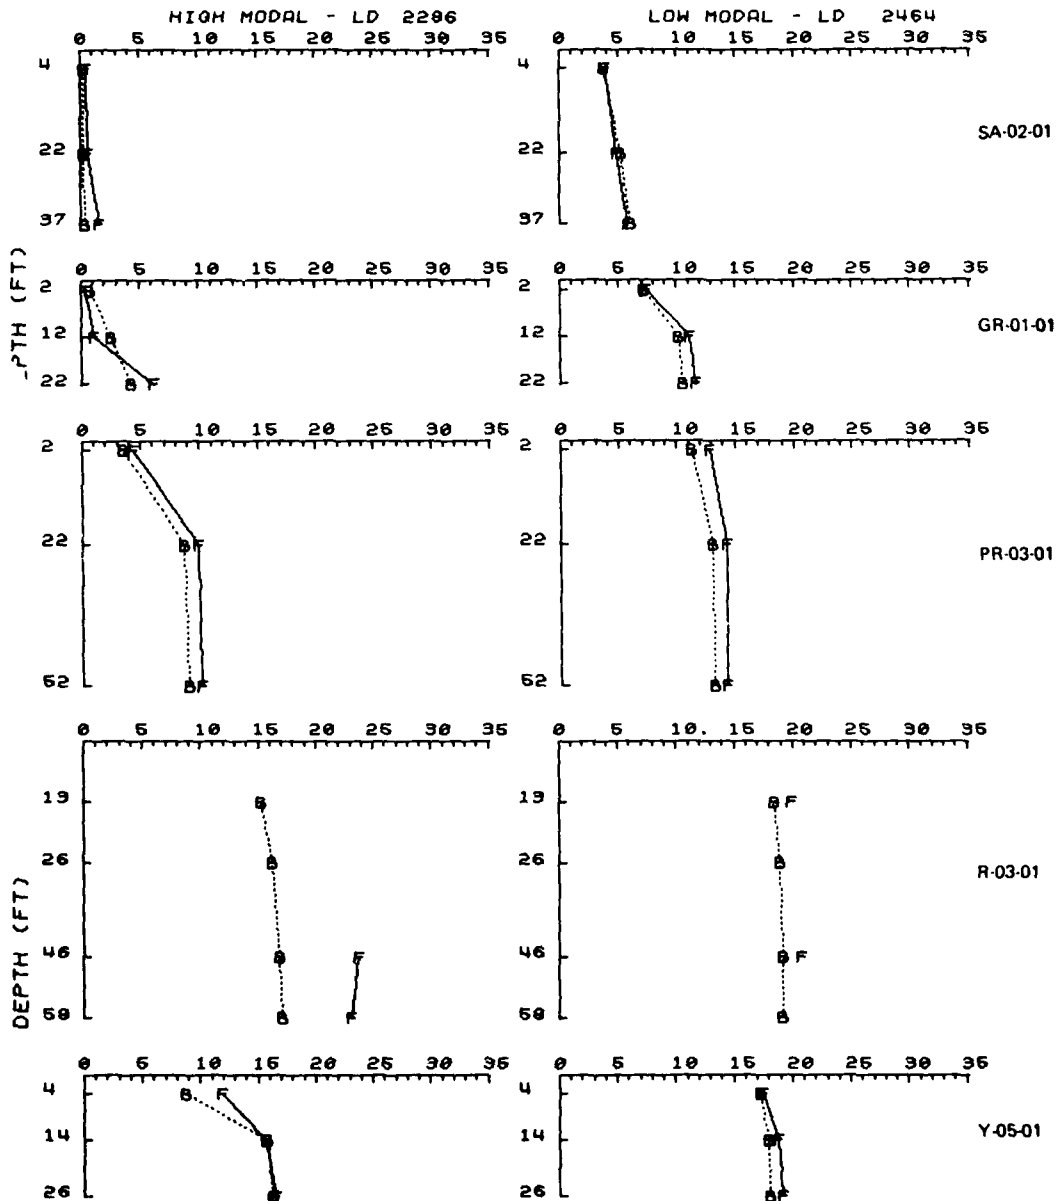 HIGH MODAL - LD 2286 LOW MODAL - LD 2464
0 5 10 15 20 25 30 35 0 5 10 15 20 25 30 35
4 F 4 B
22 B F 22 F B SA-02-01
37 B F 37 B
0 5 10 15 20 25 30 35 0 5 10 15 20 25 30 35
2 B 2 B
12 F B 12 B F GR-01-01
22 B F 22 B F
_PTH (FT)
0 5 10 15 20 25 30 35 0 5 10 15 20 25 30 35
2 B F 2 B F
22 B F 22 B F PR-03-01
52 B F 52 B F
0 5 10 15 20 25 30 35 0 5 10 15 20 25 30 35
19 B 19 B F
26 B 26 B R-03-01
46 B F 46 B F
58 B F 58 B
DEPTH (FT)
0 5 10 15 20 25 30 35 0 5 10 15 20 25 30 35
4 B F 4 F
14 B 14 B F Y-05-01
26 B F 26 B F